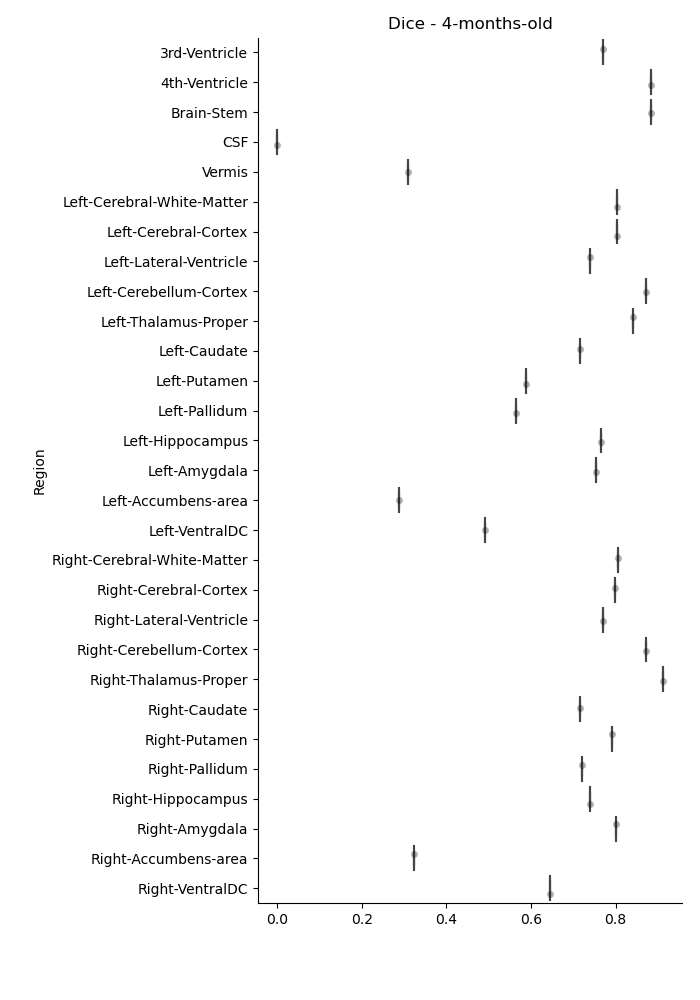 Dice - 4-months-old
3rd-Ventricle
4th-Ventricle
Brain-Stem
CSF
Vermis
Left-Cerebral-White-Matter
Left-Cerebral-Cortex
Left-Lateral-Ventricle
Left-Cerebellum-Cortex
Left-Thalamus-Proper
Left-Caudate
Left-Putamen
Left-Pallidum
Left-Hippocampus
Left-Amygdala
Left-Accumbens-area
Left-VentralDC
Right-Cerebral-White-Matter
Right-Cerebral-Cortex
Right-Lateral-Ventricle
Right-Cerebellum-Cortex
Right-Thalamus-Proper
Right-Caudate
Right-Putamen
Right-Pallidum
Right-Hippocampus
Right-Amygdala
Right-Accumbens-area
Right-VentralDC
Region
0.0 0.2 0.4 0.6 0.8